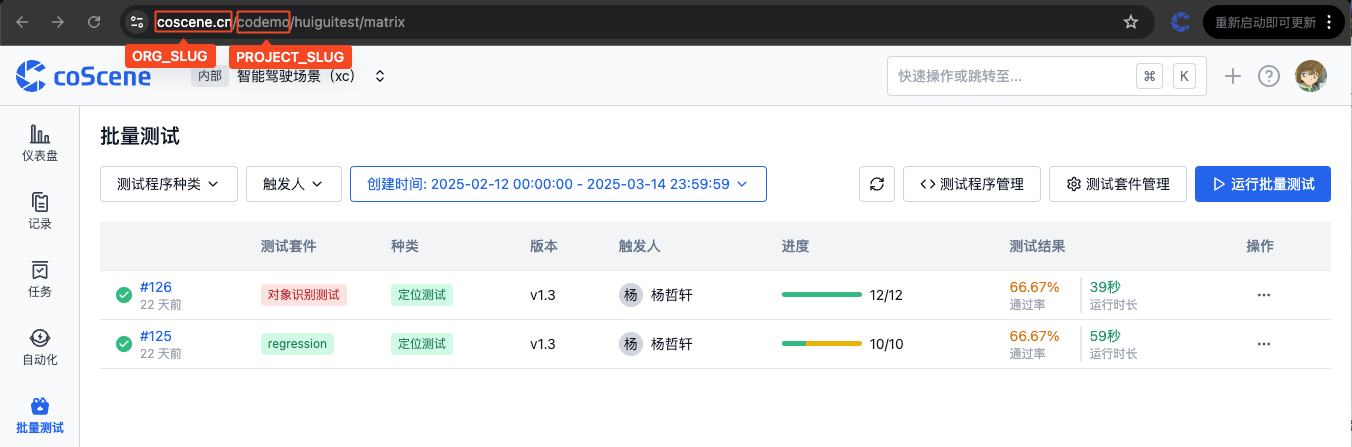 coscene.cn/codemo/huiguitest/matrix
重新启动即可更新
ORG_SLUG
PROJECT_SLUG
coScene
内部
智能驾驶场景（xc）
快速操作或跳转至...
⌘
K
仪表盘
记录
任务
自动化
批量测试
批量测试
测试程序种类
触发人
创建时间: 2025-02-12 00:00:00 - 2025-03-14 23:59:59
测试程序管理
测试套件管理
运行批量测试
测试套件 种类 版本 触发人 进度 测试结果 操作
#126 对象识别测试 定位测试 v1.3 杨 杨哲轩 12/12 66.67% 39秒
22 天前 通过率 运行时长
#125 regression 定位测试 v1.3 杨 杨哲轩 10/10 66.67% 59秒
22 天前 通过率 运行时长